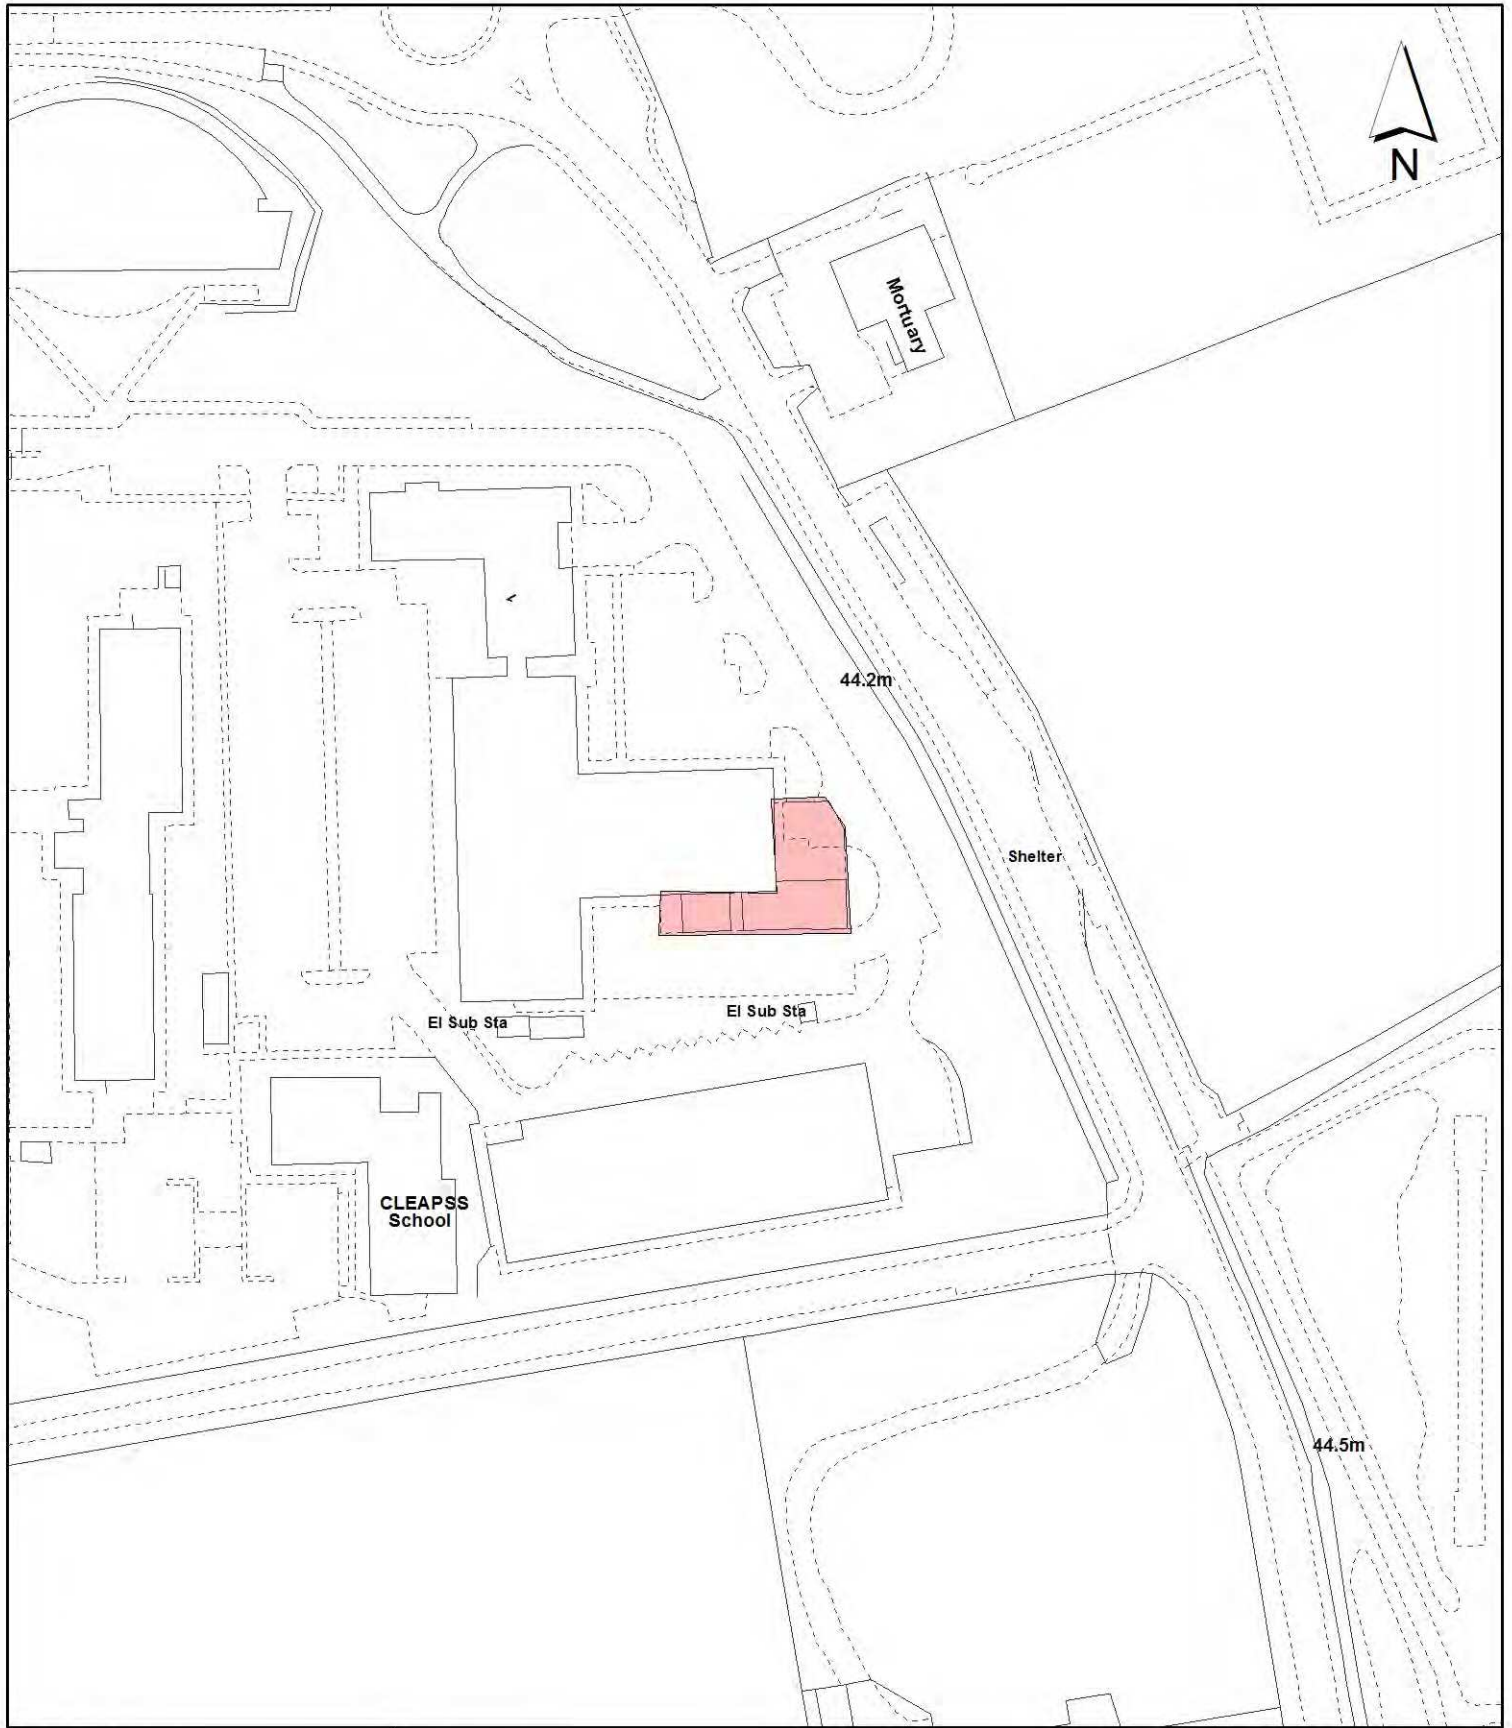 N
Mortuary
44.2m
Shelter
El Sub Sta
El Sub Sta
CLEAPSS
School
44.5m